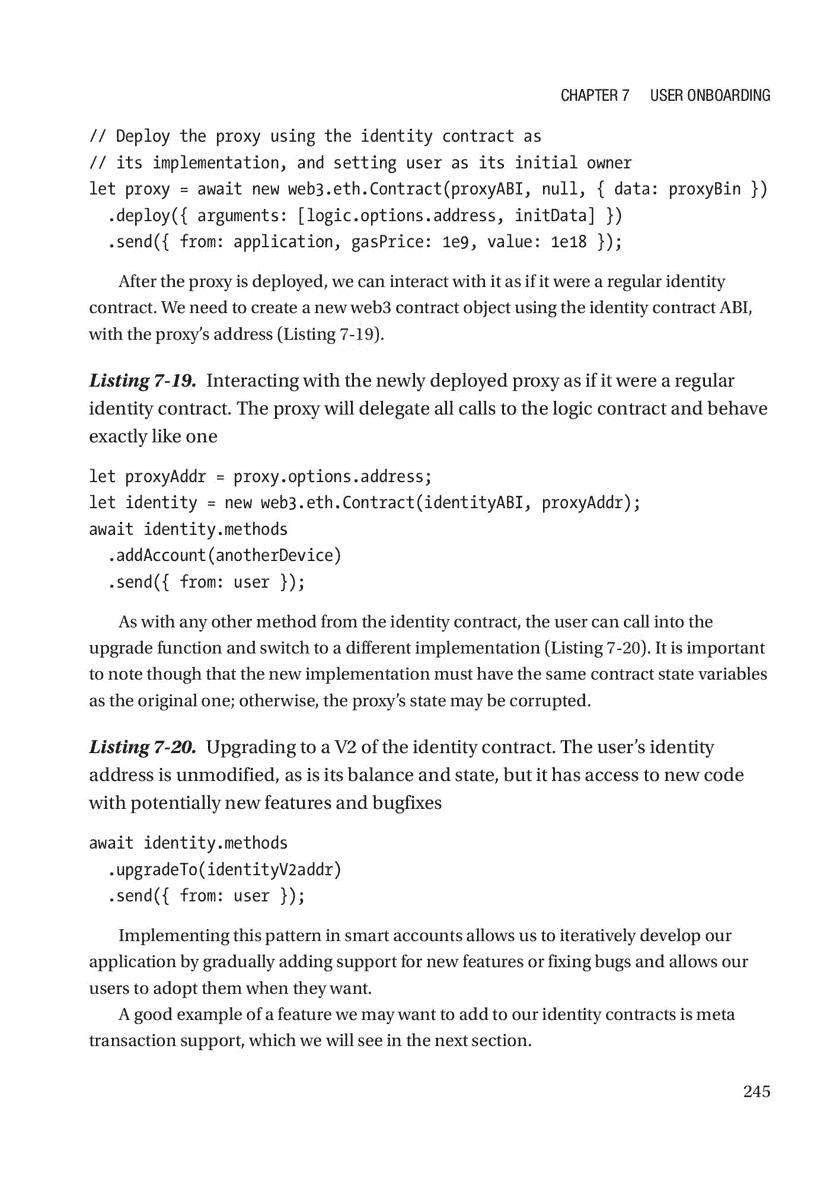 CHAPTER 7 USER ONBOARDING
// Deploy the proxy using the identity contract as
// its implementation, and setting user as its initial owner
let proxy = await new web3.eth.Contract(proxyABI, null, { data: proxyBin })
  .deploy({ arguments: [logic.options.address, initData] })
  .send({ from: application, gasPrice: 1e9, value: 1e18 });
After the proxy is deployed, we can interact with it as if it were a regular identity
contract. We need to create a new web3 contract object using the identity contract ABI,
with the proxy’s address (Listing 7-19).
Listing 7-19. Interacting with the newly deployed proxy as if it were a regular
identity contract. The proxy will delegate all calls to the logic contract and behave
exactly like one
let proxyAddr = proxy.options.address;
let identity = new web3.eth.Contract(identityABI, proxyAddr);
await identity.methods
  .addAccount(anotherDevice)
  .send({ from: user });
As with any other method from the identity contract, the user can call into the
upgrade function and switch to a different implementation (Listing 7-20). It is important
to note though that the new implementation must have the same contract state variables
as the original one; otherwise, the proxy’s state may be corrupted.
Listing 7-20. Upgrading to a V2 of the identity contract. The user’s identity
address is unmodified, as is its balance and state, but it has access to new code
with potentially new features and bugfixes
await identity.methods
  .upgradeTo(identityV2addr)
  .send({ from: user });
Implementing this pattern in smart accounts allows us to iteratively develop our
application by gradually adding support for new features or fixing bugs and allows our
users to adopt them when they want.
A good example of a feature we may want to add to our identity contracts is meta
transaction support, which we will see in the next section.
245